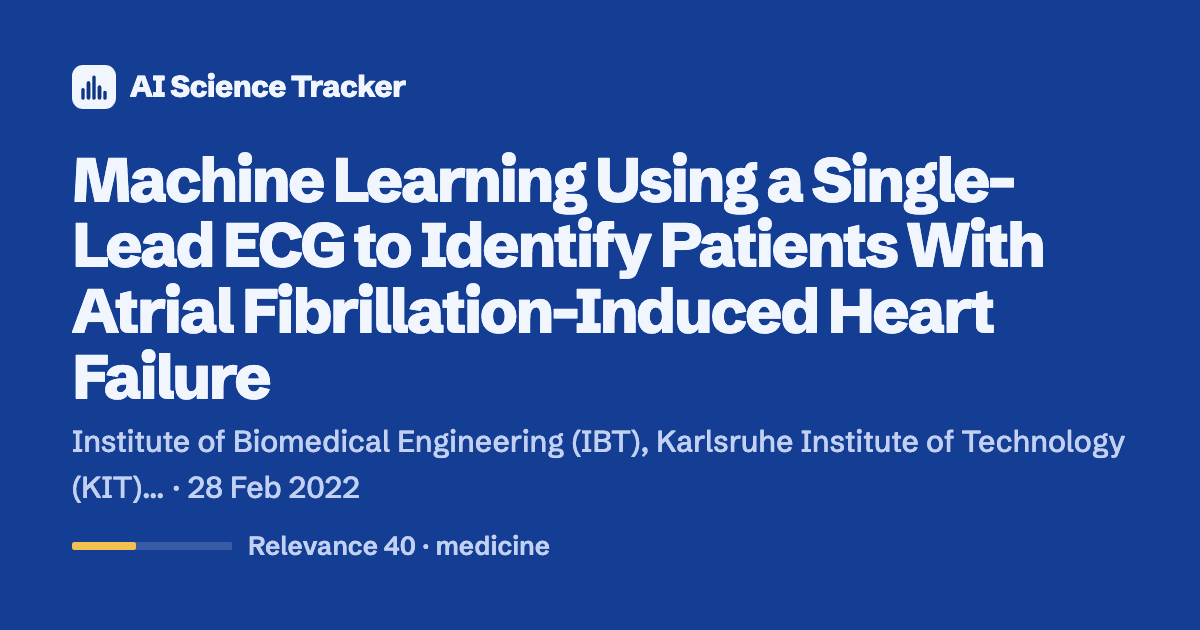 AI Science Tracker
Machine Learning Using a Single-
Lead ECG to Identify Patients With
Atrial Fibrillation-Induced Heart
Failure
Institute of Biomedical Engineering (IBT), Karlsruhe Institute of Technology
(KIT)... · 28 Feb 2022
Relevance 40 · medicine